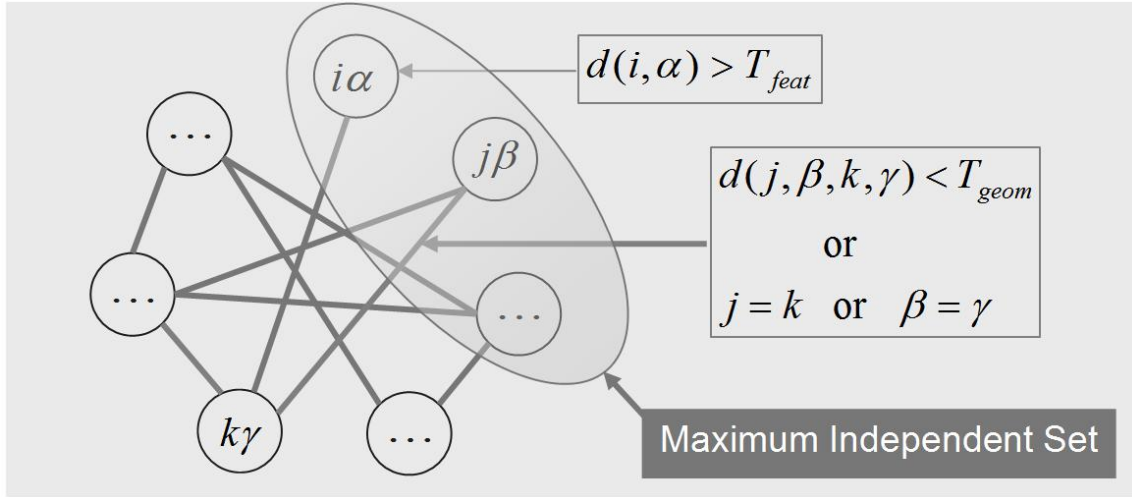 iα
d(i,α) > T_feat
...
jβ
d(j,β,k,γ) < T_geom
or
j = k or β = γ
...
...
kγ
...
Maximum Independent Set